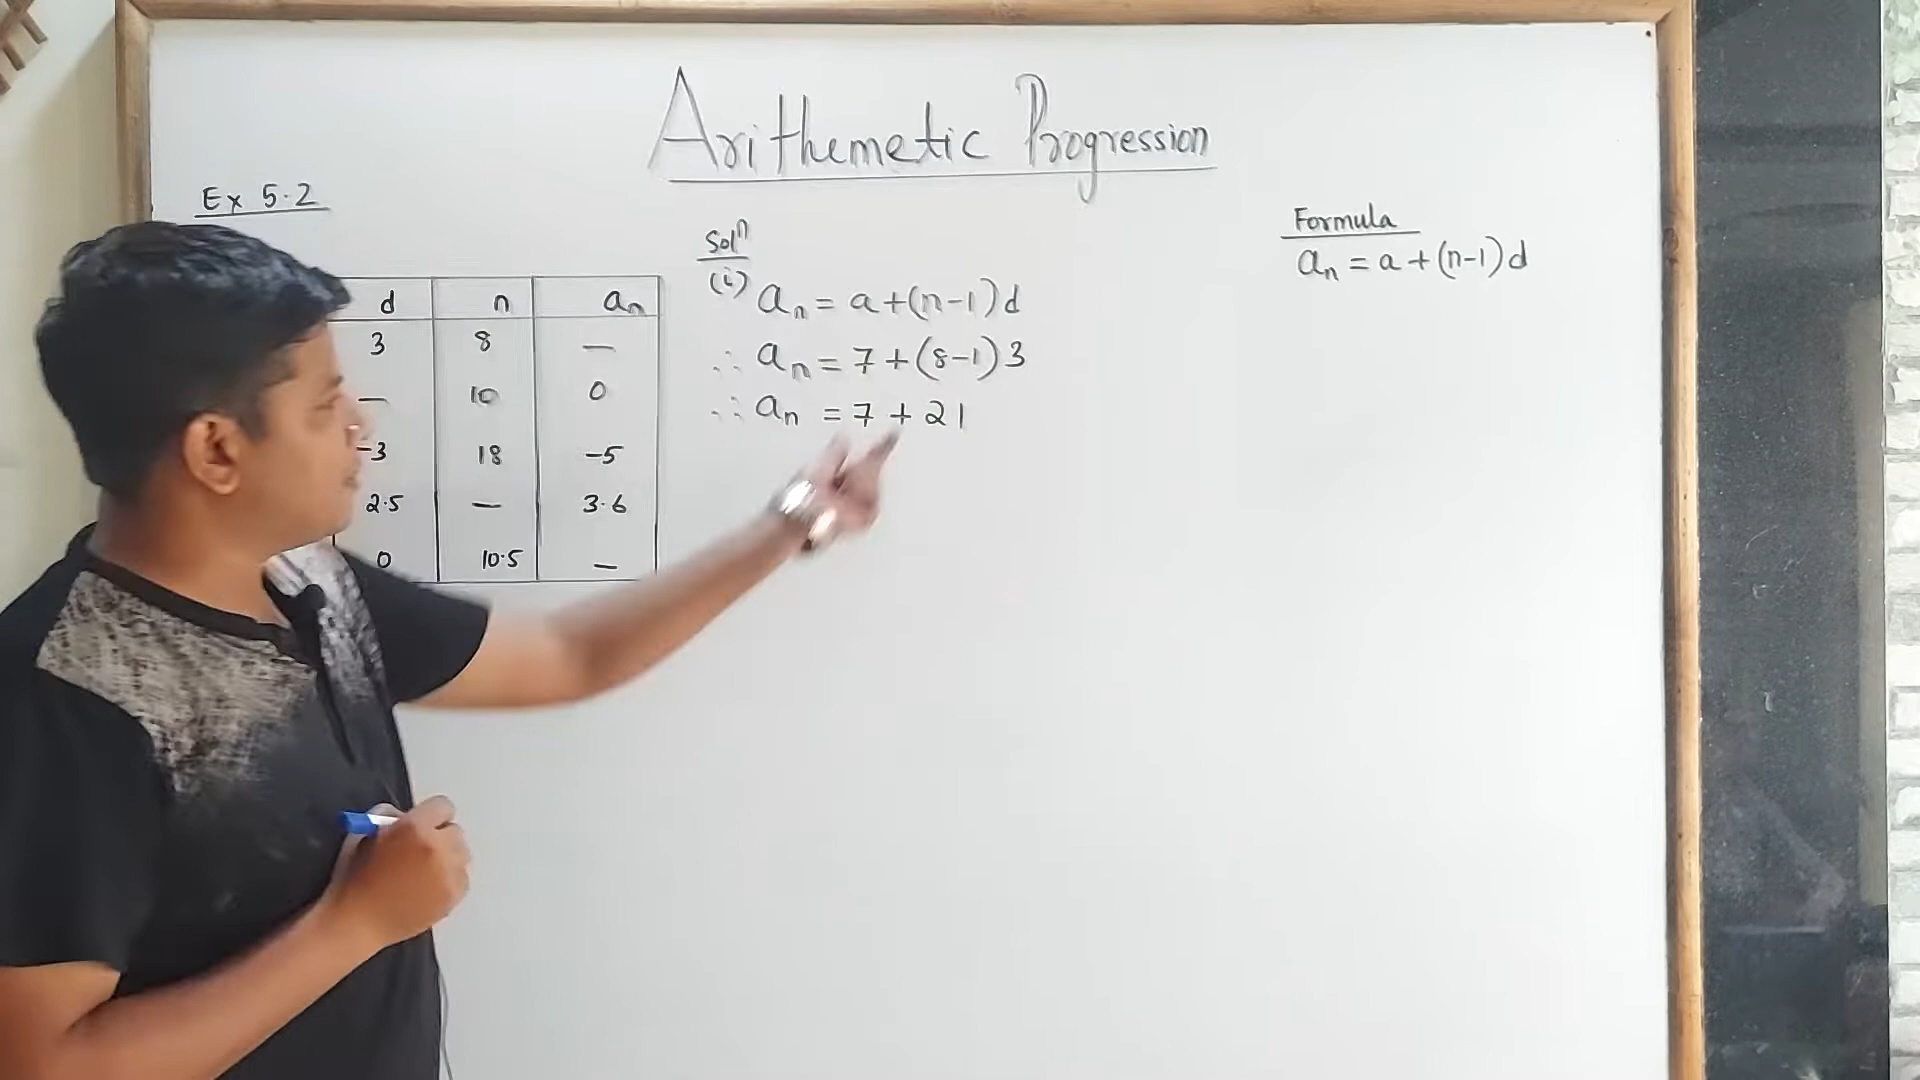 Arithemetic Progression
Ex 5.2
d n an
3 8 —
— 10 0
-3 18 -5
2.5 — 3.6
0 10.5 —
Solⁿ
(i) an = a+(n-1)d
∴ an = 7+(8-1)3
∴ an = 7+21
Formula
an = a+(n-1)d